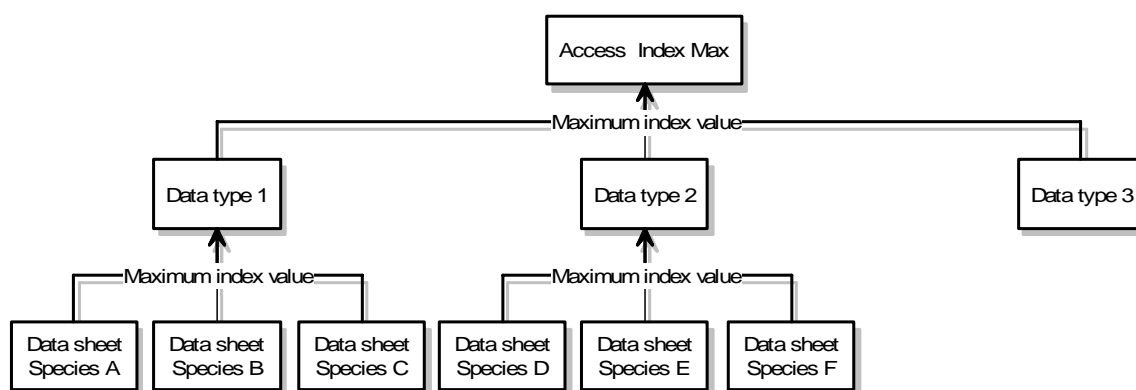 Access Index Max
Maximum index value
Data type 1
Data type 2
Data type 3
Maximum index value
Maximum index value
Data sheet
Species A
Data sheet
Species B
Data sheet
Species C
Data sheet
Species D
Data sheet
Species E
Data sheet
Species F